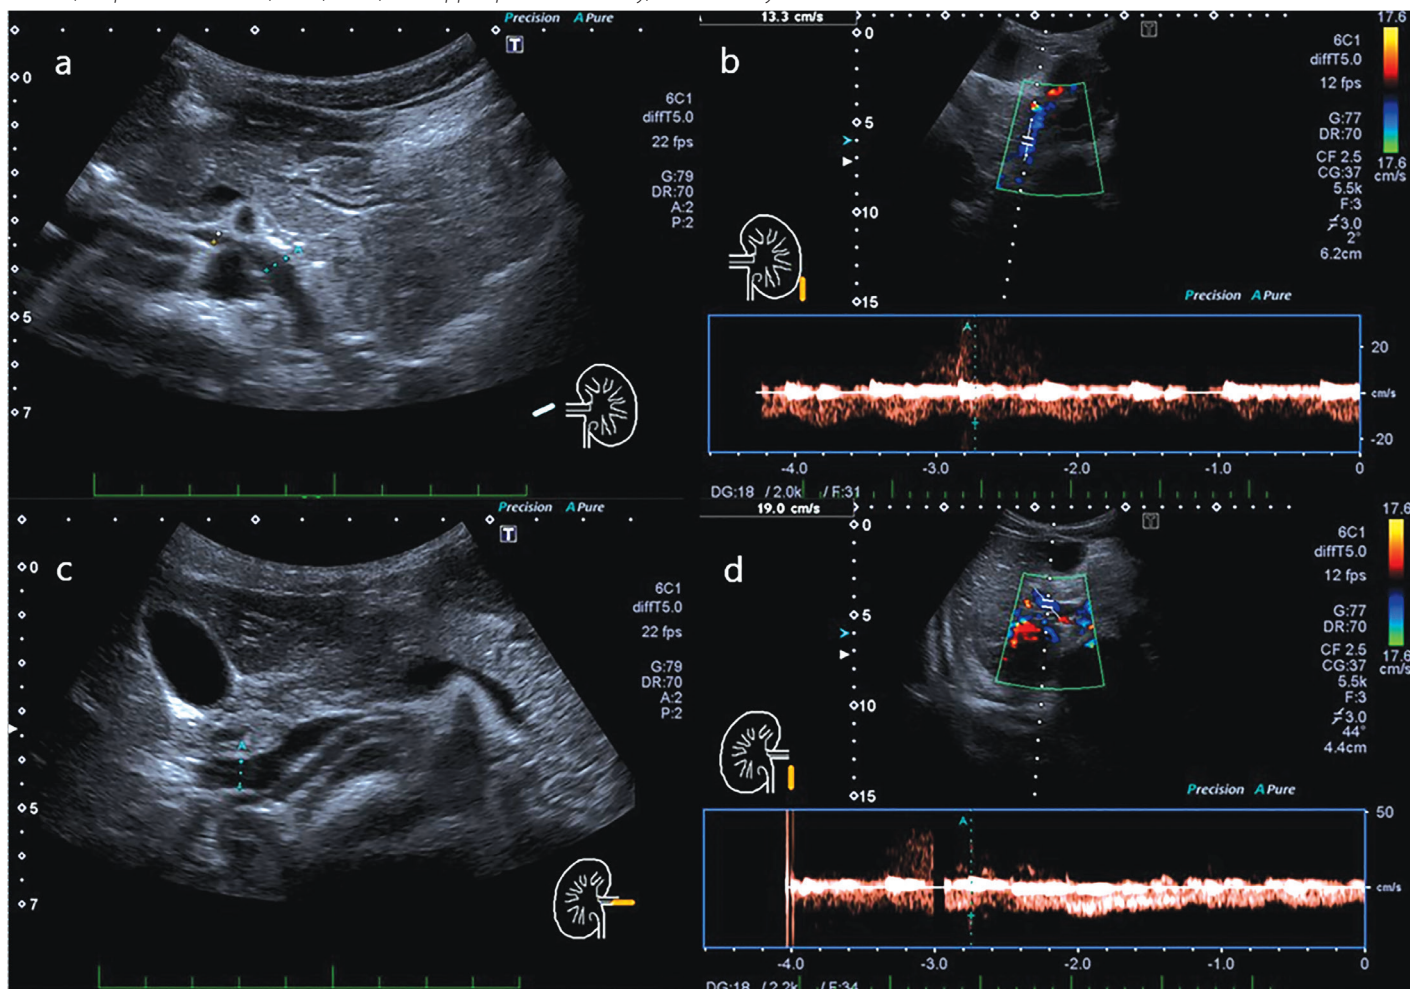 Precision A Pure
T
a
0
5
7
6C1
diffT5.0
22 fps
G:79
DR:70
A:2
P:2
A
13.3 cm/s
b
0
5
10
15
6C1
diffT5.0
12 fps
G:77
DR:70
CF 2.5
CG:37
5.5k
F:3
3.0
2°
6.2cm
17.6
17.6
cm/s
Precision A Pure
A
20
cm/s
-20
-4.0 -3.0 -2.0 -1.0 0
DG:18 / 2.0k / F:31
Precision A Pure
T
c
0
5
7
6C1
diffT5.0
22 fps
G:79
DR:70
A:2
P:2
A
19.0 cm/s
d
0
5
10
15
6C1
diffT5.0
12 fps
G:77
DR:70
CF 2.5
CG:37
5.5k
F:3
3.0
44°
4.4cm
17.6
17.6
cm/s
Precision A Pure
A
50
cm/s
-4.0 -3.0 -2.0 -1.0 0
DG:18 / 2.2k / F:34